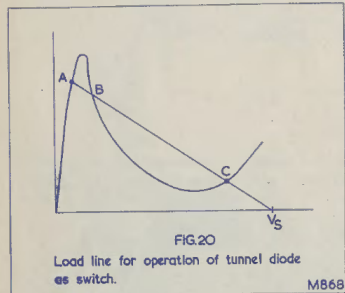 A
B
C
VS
FIG.20
Load line for operation of tunnel diode
as switch.
M868